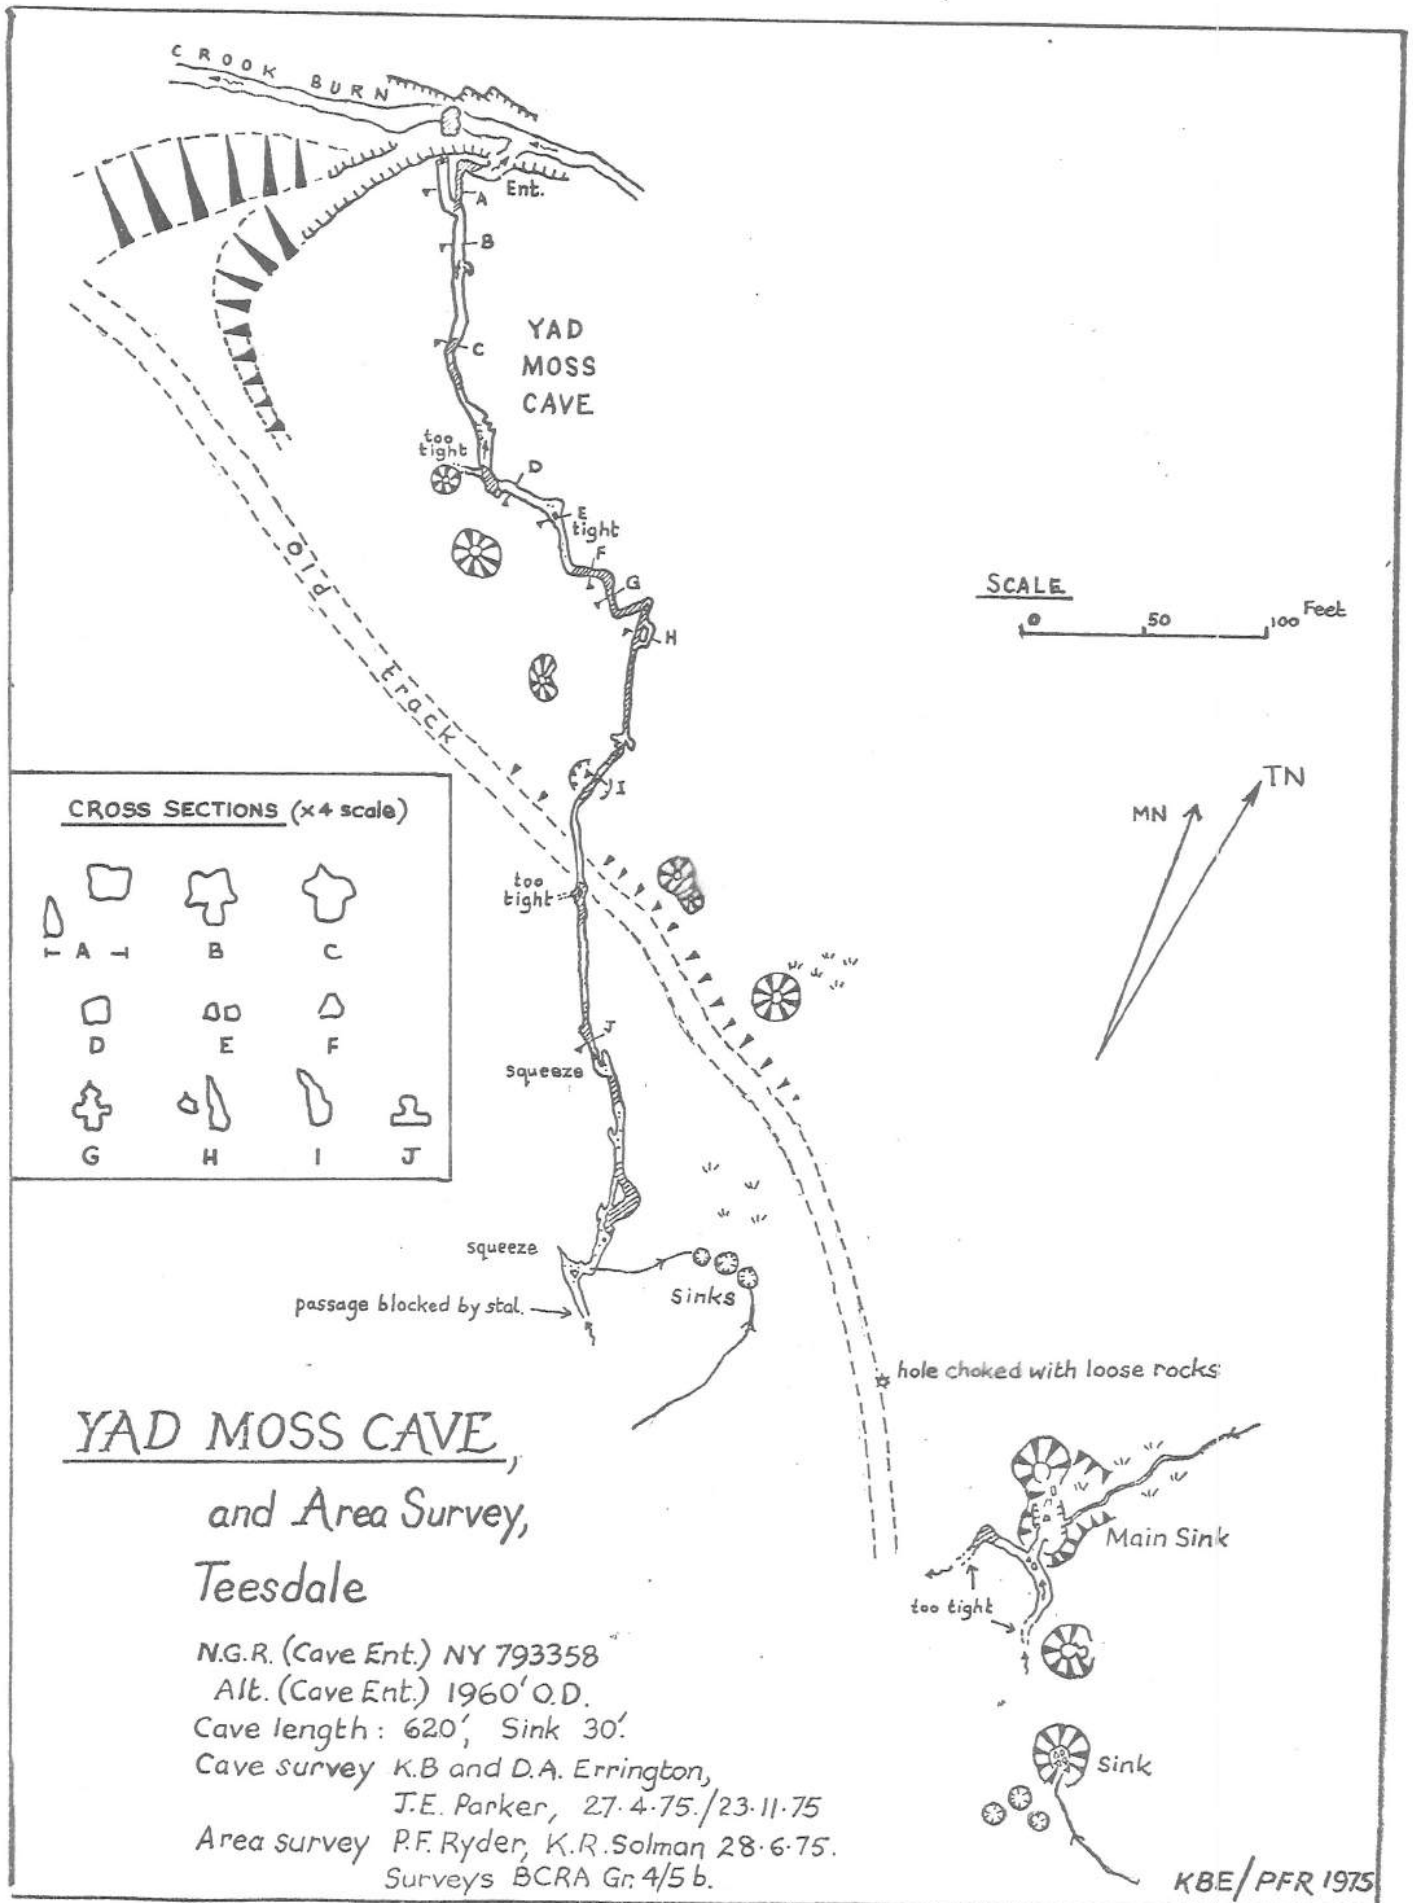 CROOK BURN
Ent.
A
B
C
YAD
MOSS
CAVE
too
tight
D
E
tight
F
G
H
old track
SCALE
0 50 100 Feet
I
TN
MN
CROSS SECTIONS (x4 scale)
A B C
D E F
G H I J
too
tight
J
squeeze
squeeze
sinks
passage blocked by stal.
hole choked with loose rocks
YAD MOSS CAVE,
and Area Survey,
Teesdale
Main Sink
too tight
N.G.R. (Cave Ent.) NY 793358
Alt. (Cave Ent.) 1960' O.D.
Cave length: 620', Sink 30'.
Cave survey K.B and D.A. Errington,
J.E. Parker, 27.4.75./23.11.75
Area survey P.F. Ryder, K.R. Solman 28.6.75.
Surveys BCRA Gr. 4/5 b.
Sink
KBE/PFR 1975